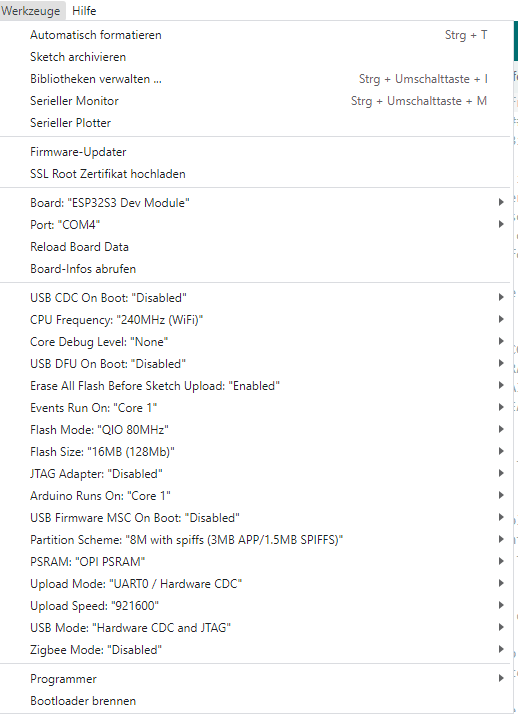 Werkzeuge Hilfe
Automatisch formatieren Strg + T
Sketch archivieren
Bibliotheken verwalten ... Strg + Umschalttaste + I
Serieller Monitor Strg + Umschalttaste + M
Serieller Plotter
Firmware-Updater
SSL Root Zertifikat hochladen
Board: "ESP32S3 Dev Module"
Port: "COM4"
Reload Board Data
Board-Infos abrufen
USB CDC On Boot: "Disabled"
CPU Frequency: "240MHz (WiFi)"
Core Debug Level: "None"
USB DFU On Boot: "Disabled"
Erase All Flash Before Sketch Upload: "Enabled"
Events Run On: "Core 1"
Flash Mode: "QIO 80MHz"
Flash Size: "16MB (128Mb)"
JTAG Adapter: "Disabled"
Arduino Runs On: "Core 1"
USB Firmware MSC On Boot: "Disabled"
Partition Scheme: "8M with spiffs (3MB APP/1.5MB SPIFFS)"
PSRAM: "OPI PSRAM"
Upload Mode: "UART0 / Hardware CDC"
Upload Speed: "921600"
USB Mode: "Hardware CDC and JTAG"
Zigbee Mode: "Disabled"
Programmer
Bootloader brennen